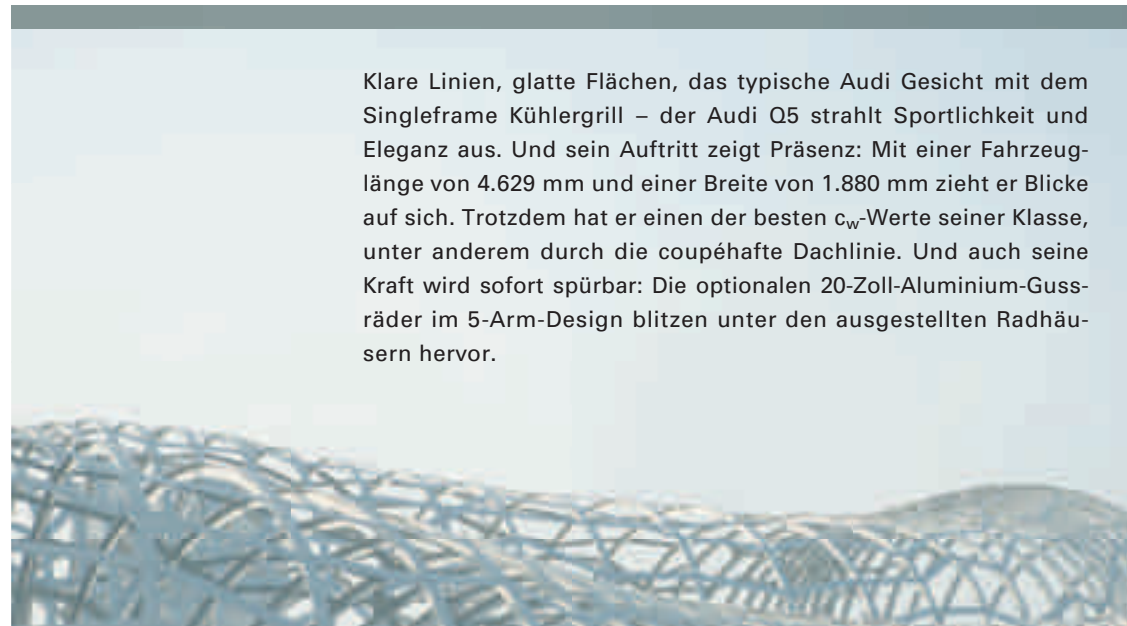 Klare Linien, glatte Flächen, das typische Audi Gesicht mit dem
Singleframe Kühlergrill – der Audi Q5 strahlt Sportlichkeit und
Eleganz aus. Und sein Auftritt zeigt Präsenz: Mit einer Fahrzeug-
länge von 4.629 mm und einer Breite von 1.880 mm zieht er Blicke
auf sich. Trotzdem hat er einen der besten cw-Werte seiner Klasse,
unter anderem durch die coupéhafte Dachlinie. Und auch seine
Kraft wird sofort spürbar: Die optionalen 20-Zoll-Aluminium-Guss-
räder im 5-Arm-Design blitzen unter den ausgestellten Radhäu-
sern hervor.